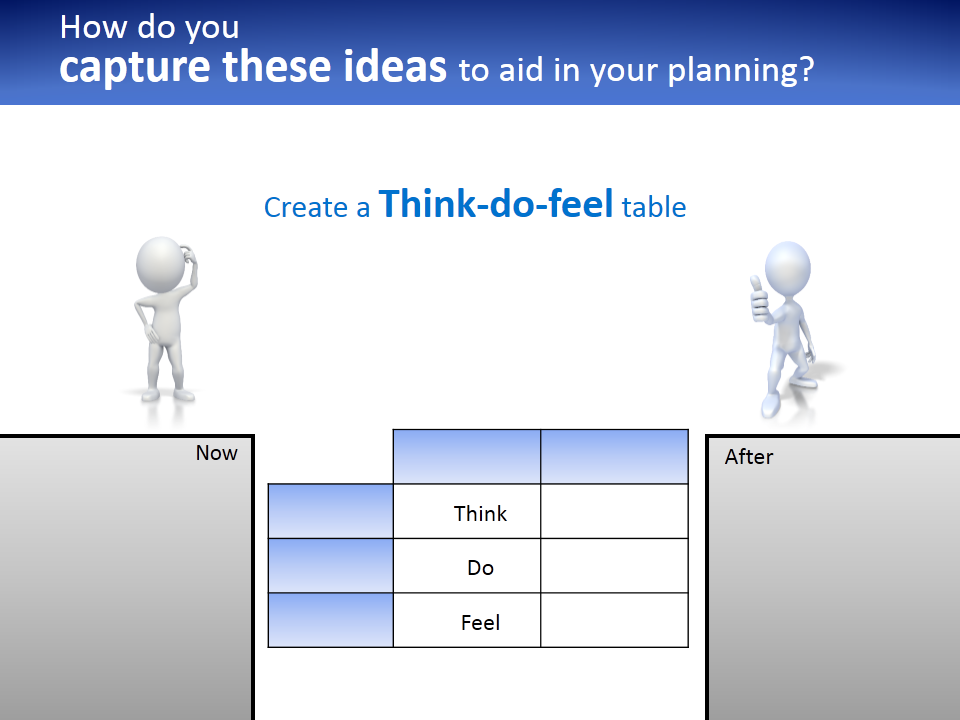 How do you
capture these ideas to aid in your planning?
Create a Think-do-feel table
Now
After
Think
Do
Feel